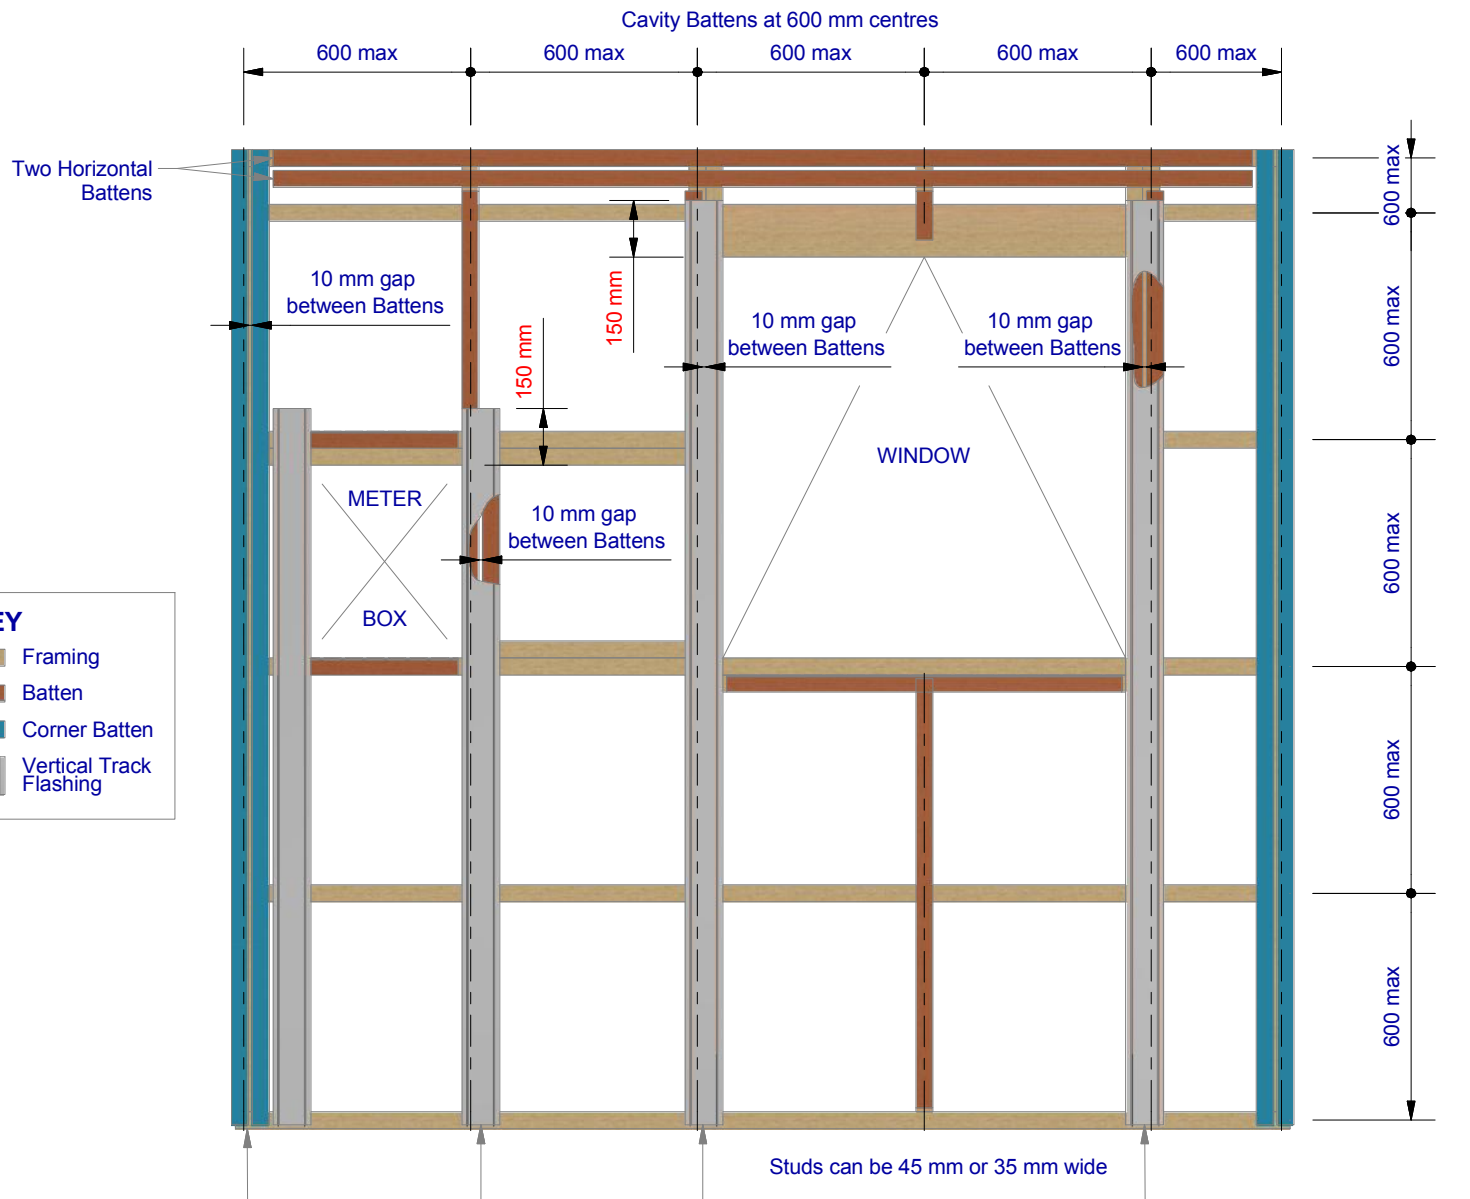 Cavity Battens at 600 mm centres
600 max
600 max
600 max
600 max
600 max
Two Horizontal
Battens
600 max
10 mm gap
between Battens
150 mm
150 mm
10 mm gap
between Battens
10 mm gap
between Battens
600 max
WINDOW
METER
BOX
10 mm gap
between Battens
600 max
EY
Framing
Batten
Corner Batten
Vertical Track
Flashing
600 max
600 max
Studs can be 45 mm or 35 mm wide